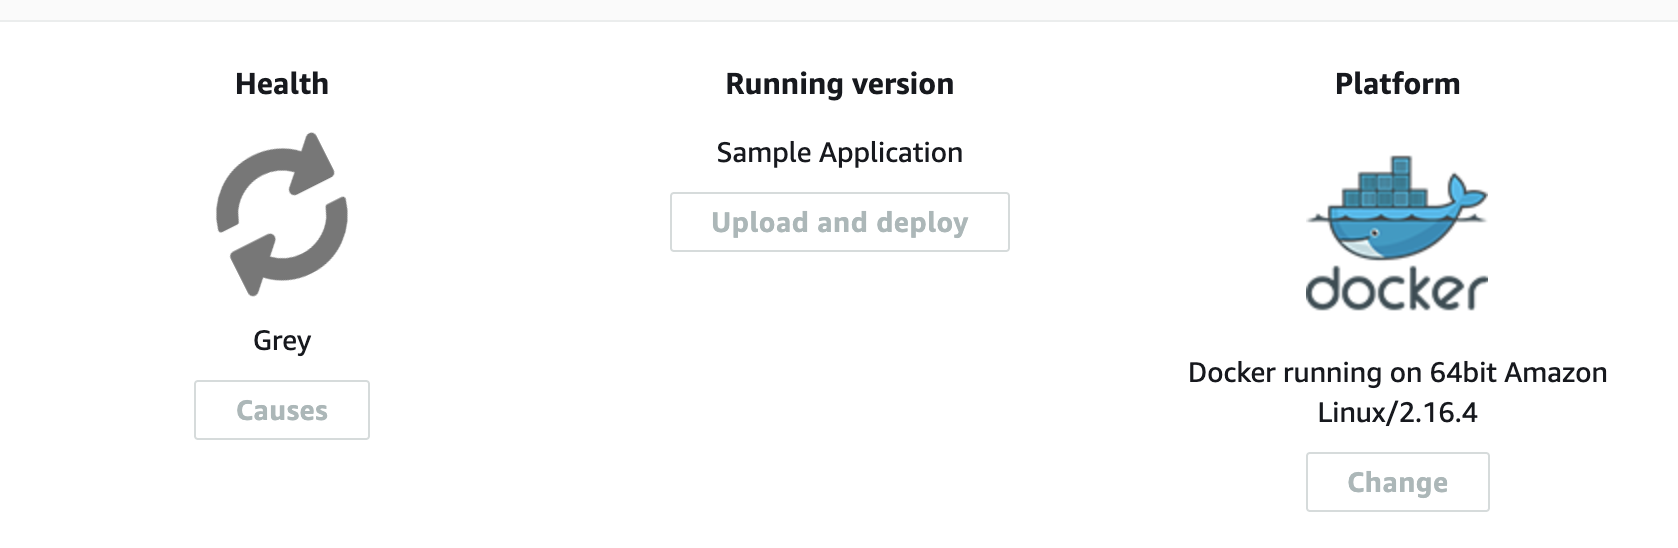 Health
Grey
Causes
Running version
Sample Application
Upload and deploy
Platform
docker
Docker running on 64bit Amazon
Linux/2.16.4
Change